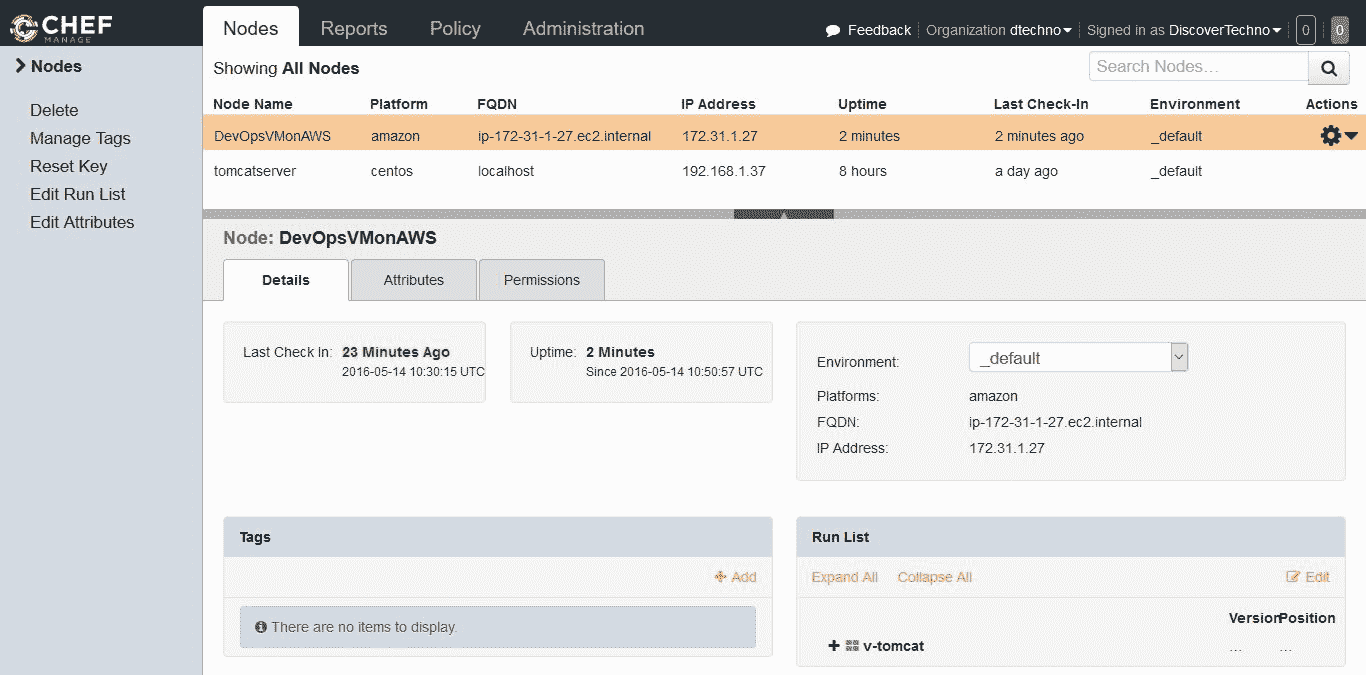 CHEF
MANAGE
Nodes Reports Policy Administration
Feedback Organization dtechno Signed in as DiscoverTechno 0 0
Nodes
Delete
Manage Tags
Reset Key
Edit Run List
Edit Attributes
Showing All Nodes
Search Nodes...
Node Name Platform FQDN IP Address Uptime Last Check-In Environment Actions
DevOpsVMonAWS amazon ip-172-31-1-27.ec2.internal 172.31.1.27 2 minutes 2 minutes ago _default
tomcatserver centos localhost 192.168.1.37 8 hours a day ago _default
Node: DevOpsVMonAWS
Details Attributes Permissions
Last Check In: 23 Minutes Ago
2016-05-14 10:30:15 UTC
Uptime: 2 Minutes
Since 2016-05-14 10:50:57 UTC
Environment: _default
Platforms: amazon
FQDN: ip-172-31-1-27.ec2.internal
IP Address: 172.31.1.27
Tags
Add
There are no items to display.
Run List
Expand All Collapse All Edit
Version Position
v-tomcat ... ...